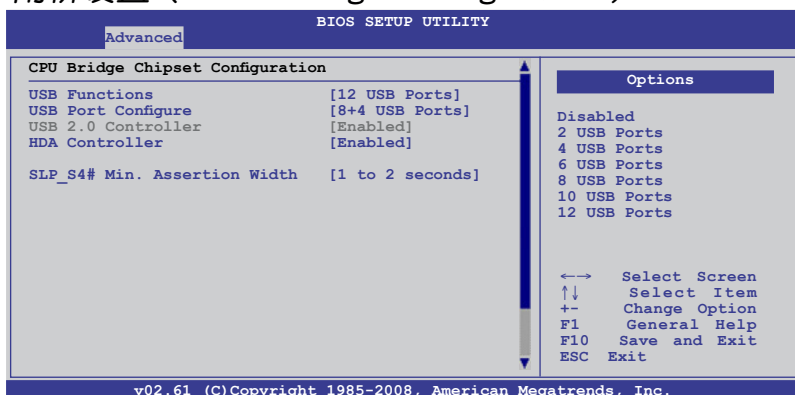 BIOS SETUP UTILITY
Advanced
CPU Bridge Chipset Configuratio
USB Functions [12 USB Ports]
USB Port Configure [8+4 USB Ports]
USB 2.0 Controller [Enabled]
HDA Controller [Enabled]
SLP_S4# Min. Assertion Width [1 to 2 seconds]
Options
Disabled
2 USB Ports
4 USB Ports
6 USB Ports
8 USB Ports
10 USB Ports
12 USB Ports
←→ Select Screen
↑↓ Select Item
+- Change Option
F1 General Help
F10 Save and Exit
ESC Exit
v02.61 (C)Copyright 1985-2008, American Megatrends, Inc.